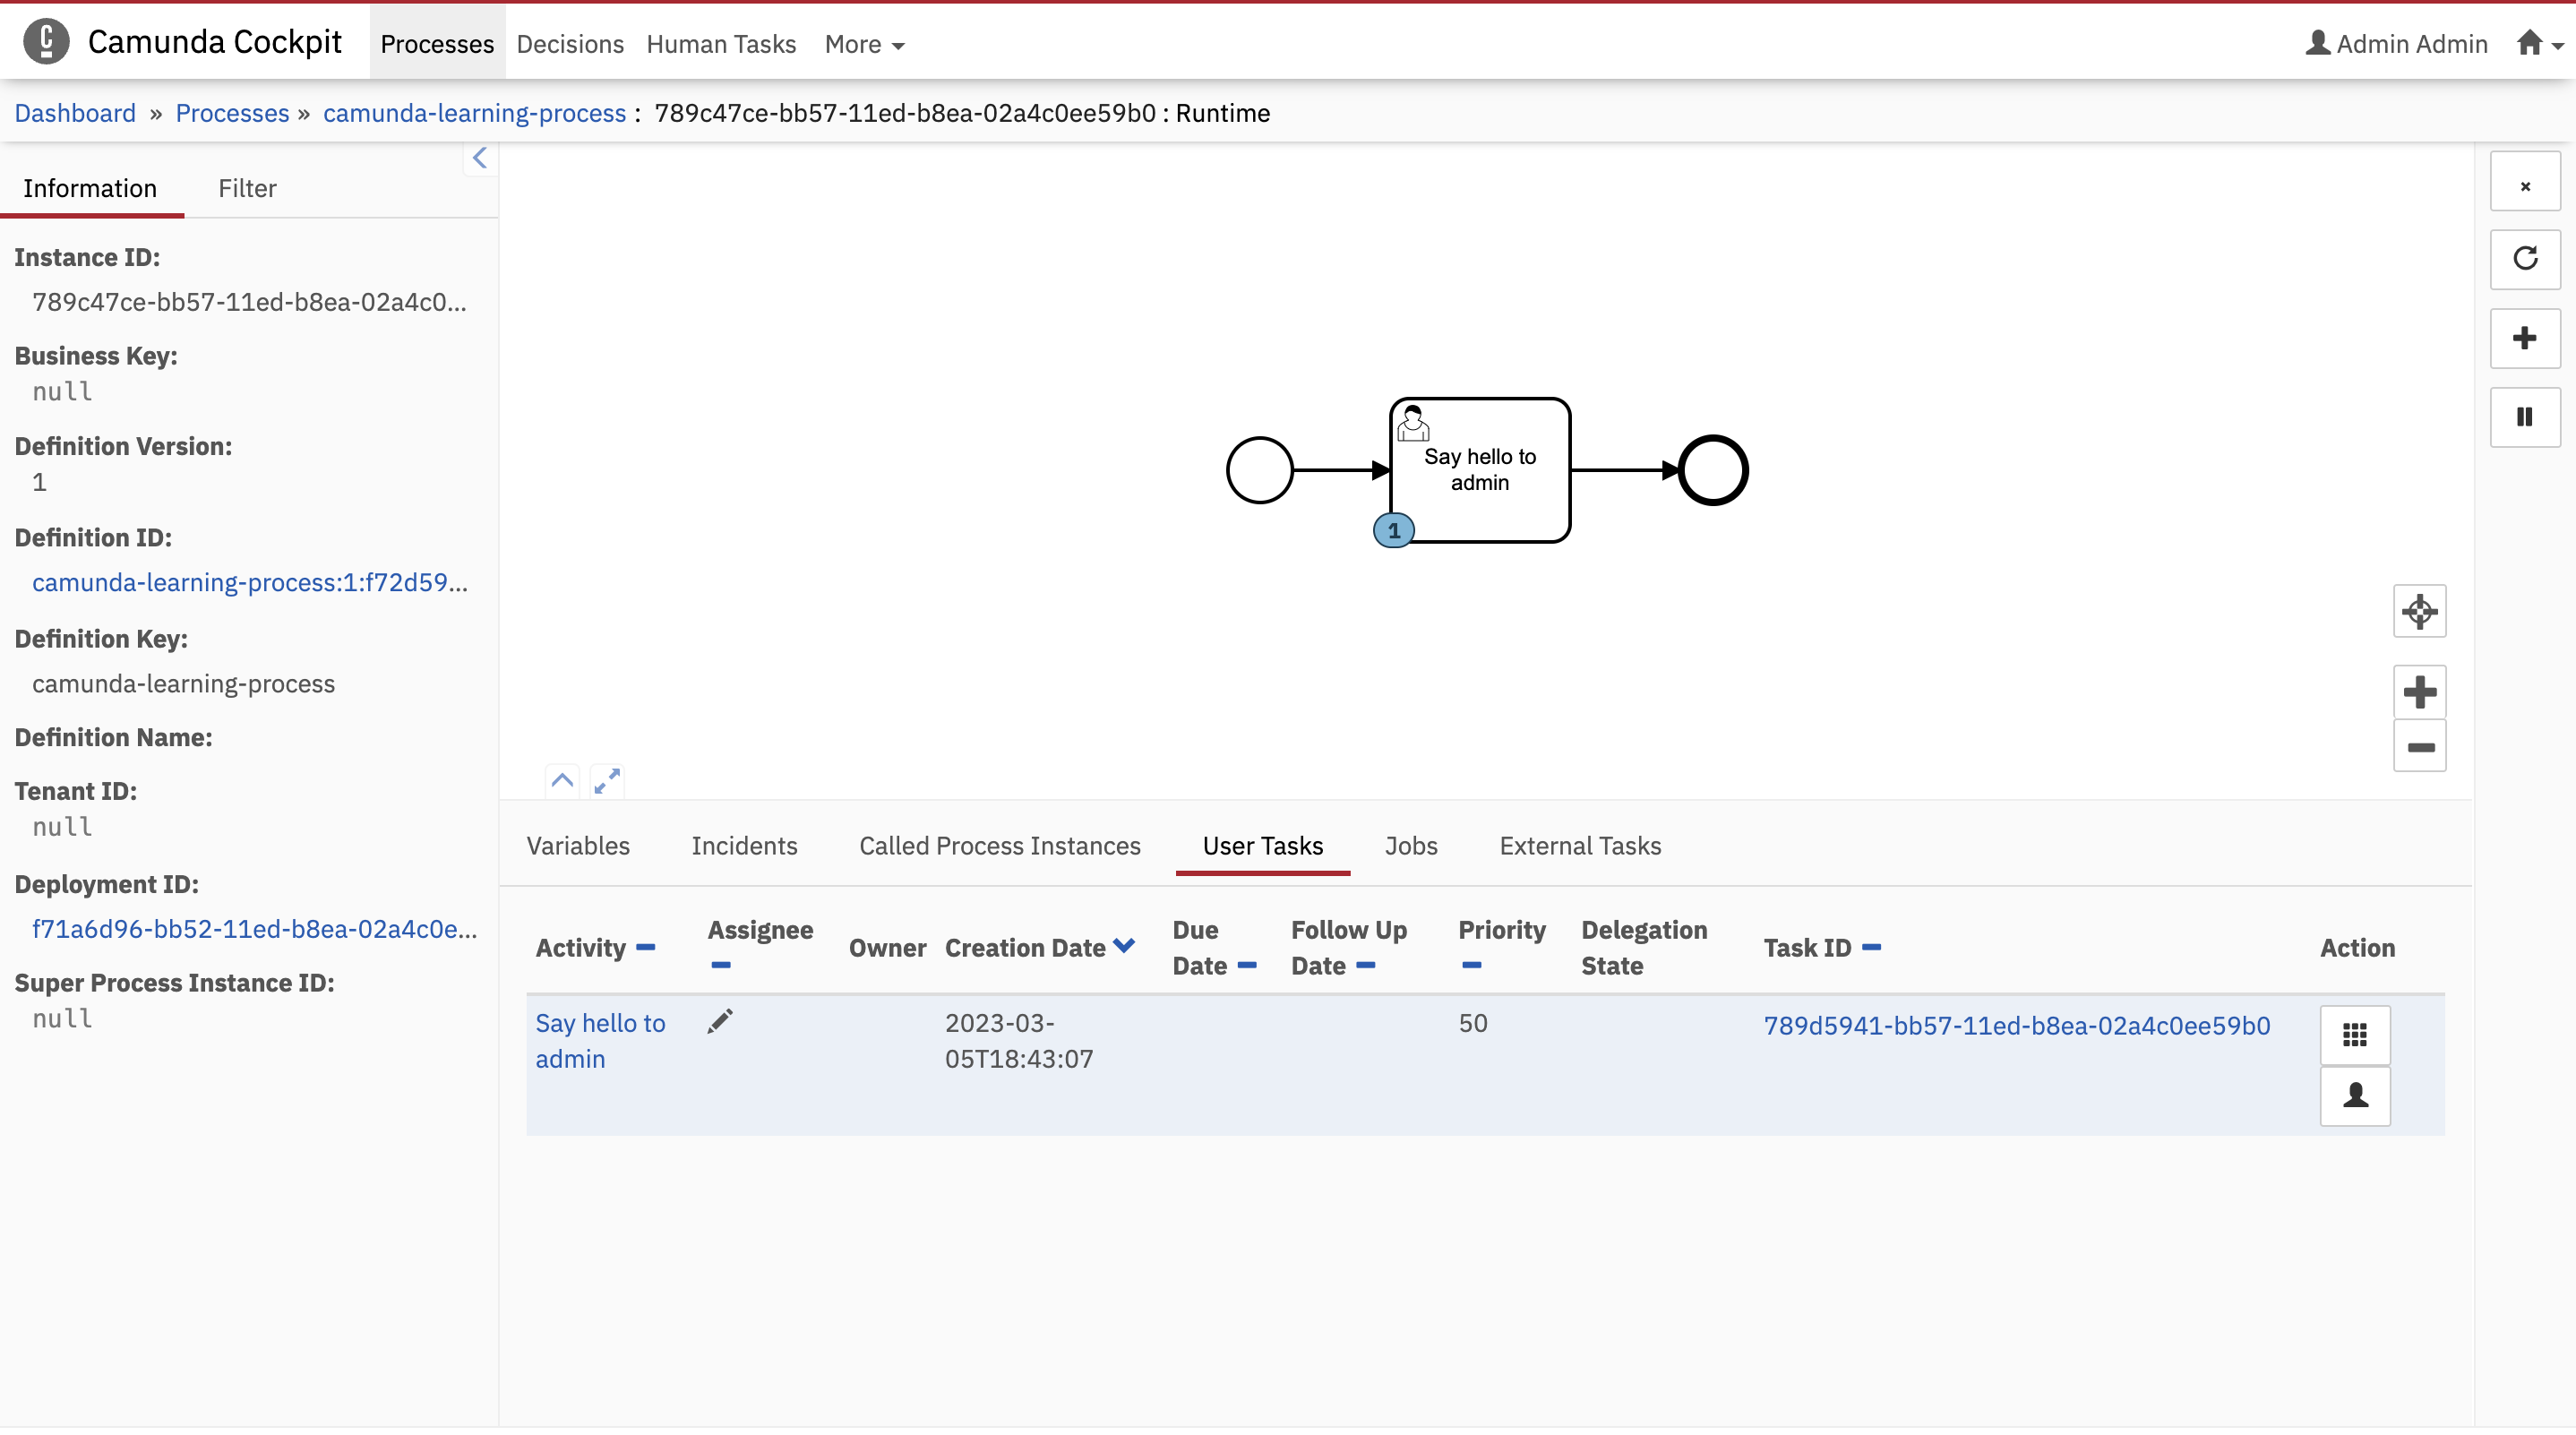 Camunda Cockpit Processes Decisions Human Tasks More Admin Admin
Dashboard » Processes » camunda-learning-process : 789c47ce-bb57-11ed-b8ea-02a4c0ee59b0 : Runtime
Information Filter
Instance ID:
789c47ce-bb57-11ed-b8ea-02a4c0...
Business Key:
null
Definition Version:
1
Definition ID:
camunda-learning-process:1:f72d59...
Definition Key:
camunda-learning-process
Definition Name:
Tenant ID:
null
Deployment ID:
f71a6d96-bb52-11ed-b8ea-02a4c0e...
Super Process Instance ID:
null
Say hello to
admin
1
Variables Incidents Called Process Instances User Tasks Jobs External Tasks
Activity Assignee Owner Creation Date Due Date Follow Up Date Priority Delegation State Task ID Action
Say hello to 2023-03- 50 789d5941-bb57-11ed-b8ea-02a4c0ee59b0
admin 05T18:43:07